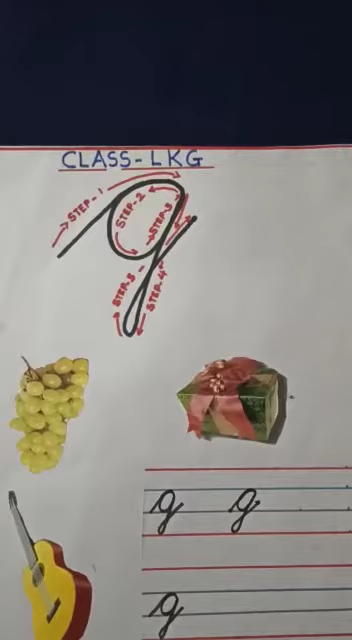 CLASS-LKG
STEP-1
STEP-2
STEP-3
STEP-4
STEP-5
g
g g
g